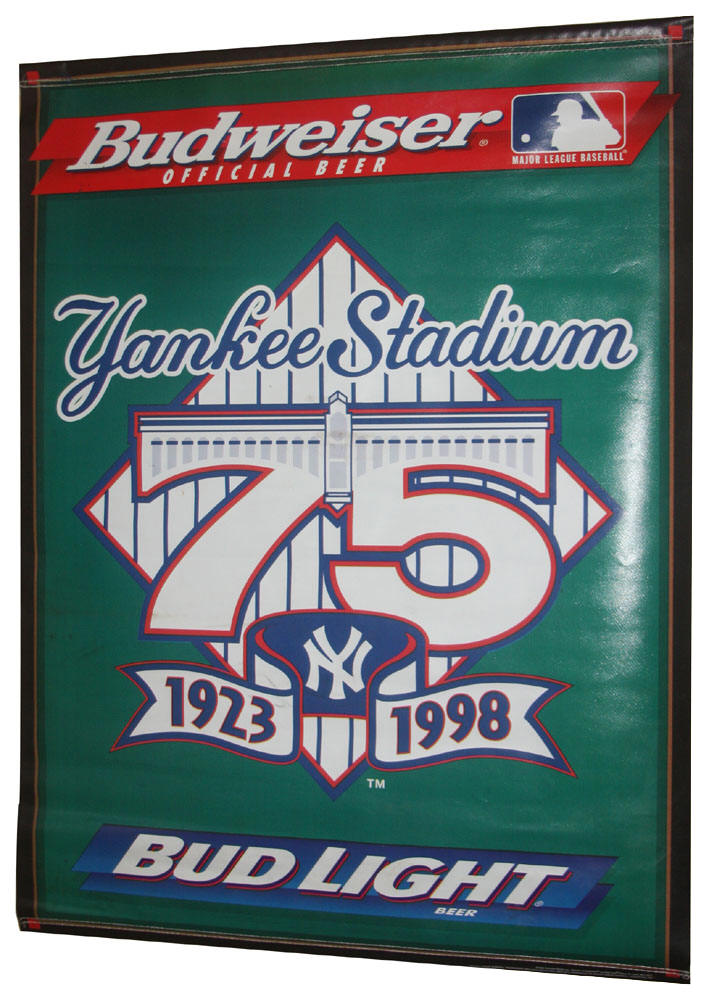 Budweiser®
OFFICIAL BEER
MAJOR LEAGUE BASEBALL®
Yankee Stadium
75
NY
1923
1998
TM
BUD LIGHT®
BEER